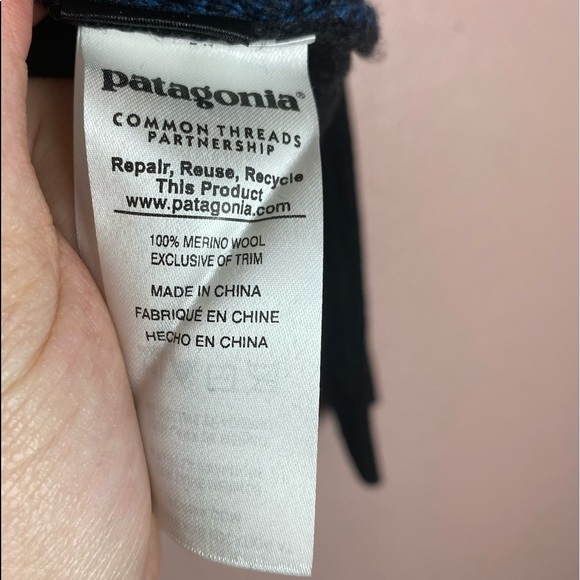 patagonia®
COMMON THREADS
PARTNERSHIP
Repair, Reuse, Recycle
This Product
www.patagonia.com
100% MERINO WOOL
EXCLUSIVE OF TRIM
MADE IN CHINA
FABRIQUÉ EN CHINE
HECHO EN CHINA